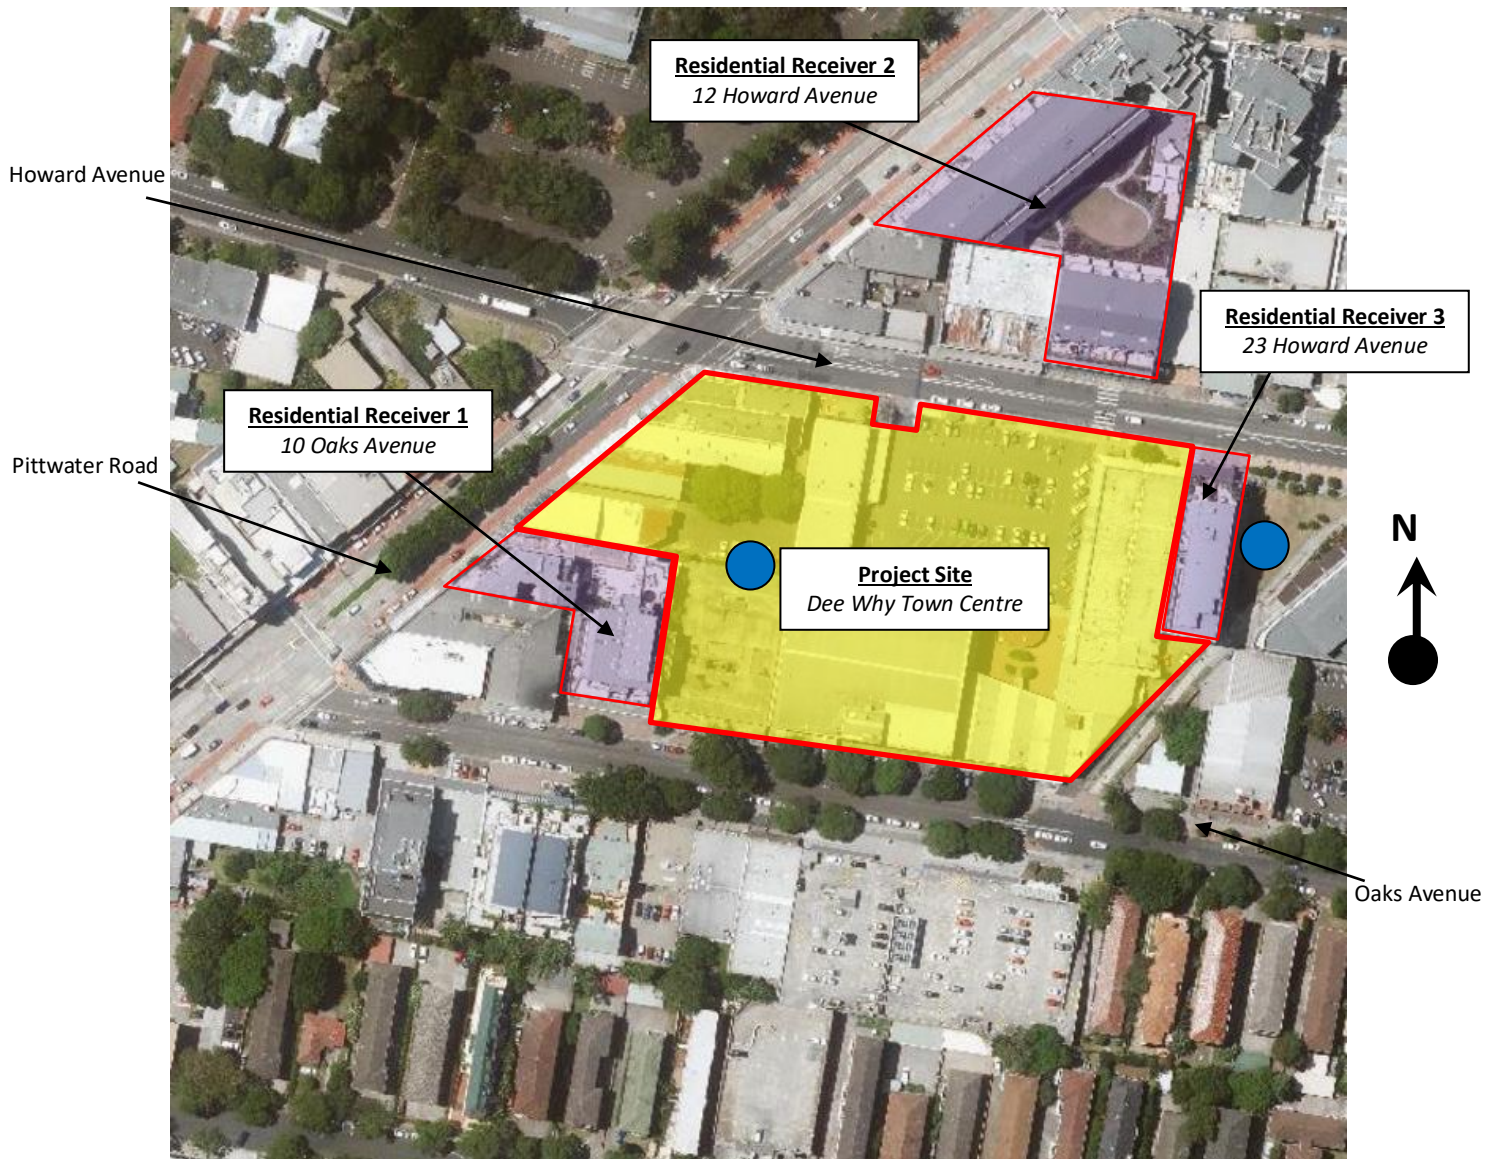 Residential Receiver 2
12 Howard Avenue
Howard Avenue
Residential Receiver 3
23 Howard Avenue
Residential Receiver 1
10 Oaks Avenue
Pittwater Road
N
Project Site
Dee Why Town Centre
Oaks Avenue